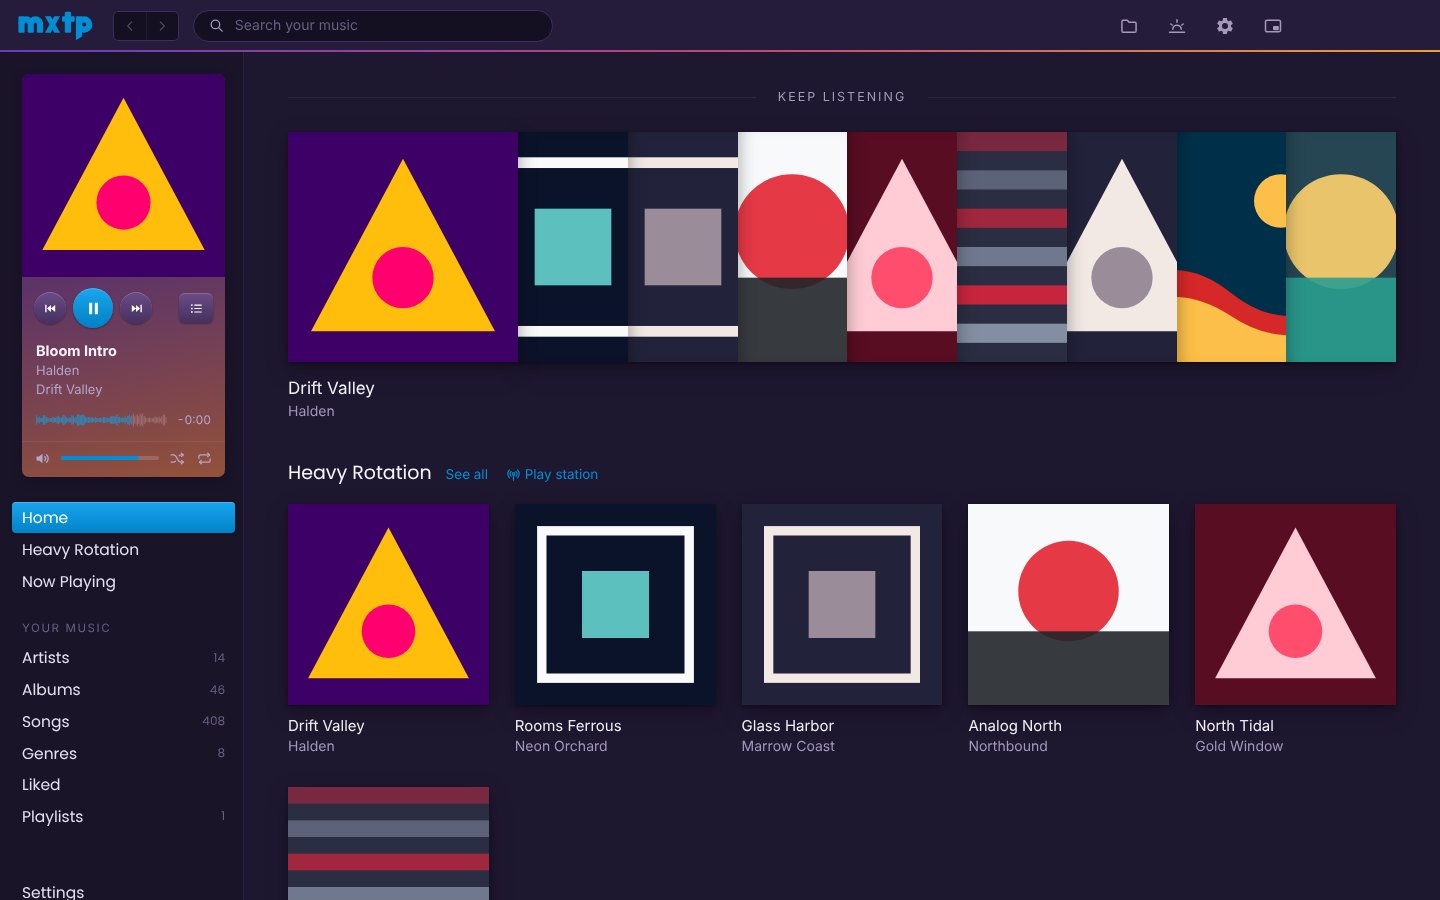 mxtp
Search your music
Bloom Intro
Halden
Drift Valley
-0:00
Home
Heavy Rotation
Now Playing
YOUR MUSIC
Artists 14
Albums 46
Songs 408
Genres 8
Liked
Playlists 1
Settings
KEEP LISTENING
Drift Valley
Halden
Heavy Rotation See all Play station
Drift Valley
Halden
Rooms Ferrous
Neon Orchard
Glass Harbor
Marrow Coast
Analog North
Northbound
North Tidal
Gold Window